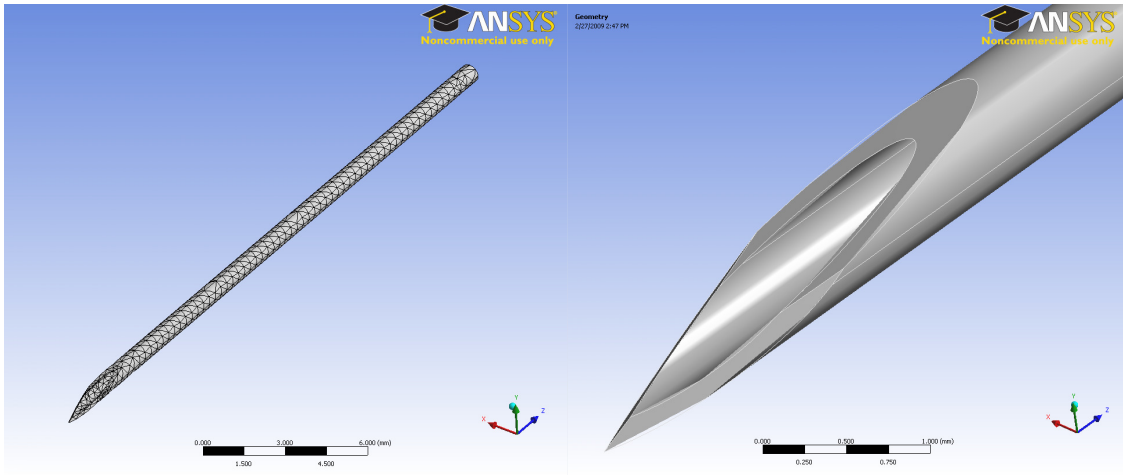 ANSYS
Noncommercial use only
X
Y
Z
0.000
3.000
6.000 (mm)
1.500
4.500
Geometry
2/27/2009 2:47 PM
ANSYS
Noncommercial use only
X
Y
Z
0.000
0.500
1.000 (mm)
0.250
0.750